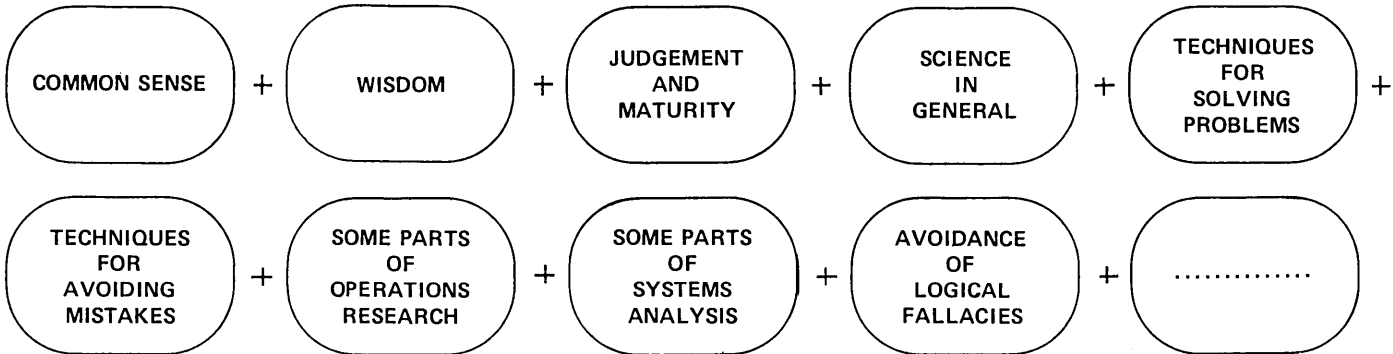 COMMON SENSE
+
WISDOM
+
JUDGEMENT
AND
MATURITY
+
SCIENCE
IN
GENERAL
+
TECHNIQUES
FOR
SOLVING
PROBLEMS
+
TECHNIQUES
FOR
AVOIDING
MISTAKES
+
SOME PARTS
OF
OPERATIONS
RESEARCH
+
SOME PARTS
OF
SYSTEMS
ANALYSIS
+
AVOIDANCE
OF
LOGICAL
FALLACIES
+
..............